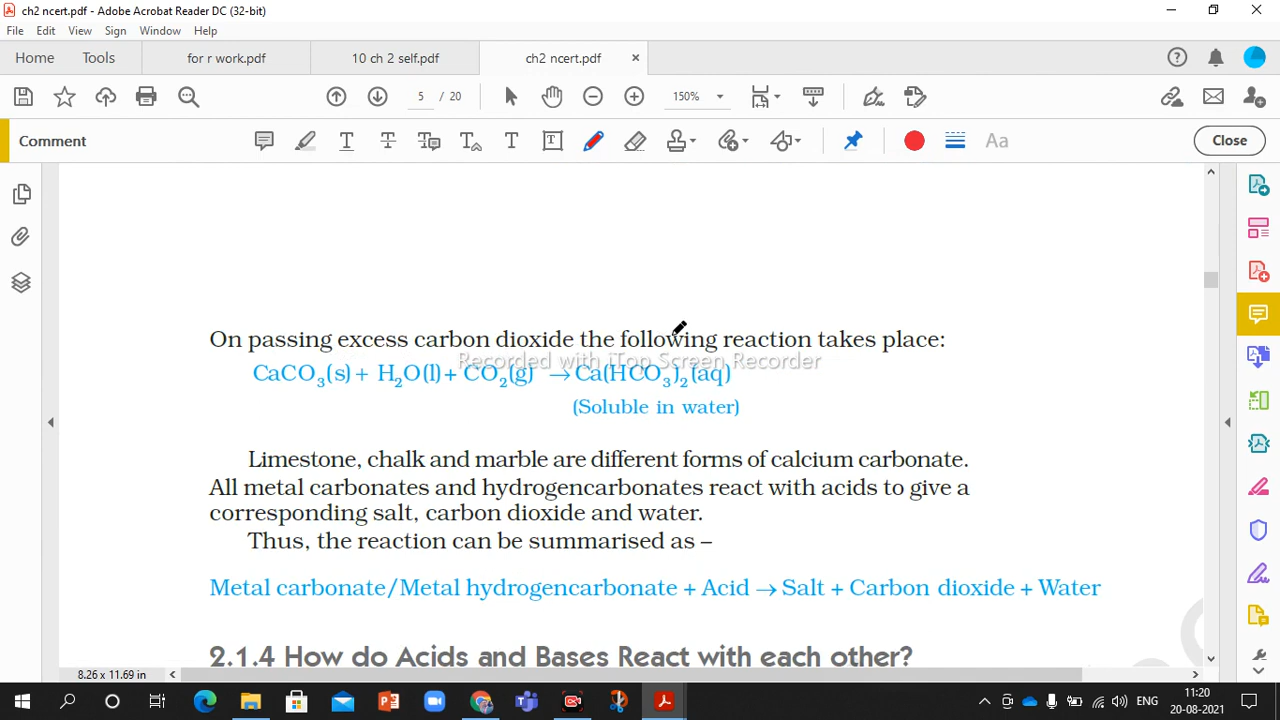 ch2 ncert.pdf - Adobe Acrobat Reader DC (32-bit)
File Edit View Sign Window Help
Home Tools for r work.pdf 10 ch 2 self.pdf ch2 ncert.pdf ×
5 / 20 150%
Comment Aa Close
On passing excess carbon dioxide the following reaction takes place:
Recorded with iTop Screen Recorder
CaCO₃(s) + H₂O(l) + CO₂(g) → Ca(HCO₃)₂(aq)
(Soluble in water)
Limestone, chalk and marble are different forms of calcium carbonate.
All metal carbonates and hydrogencarbonates react with acids to give a
corresponding salt, carbon dioxide and water.
Thus, the reaction can be summarised as –
Metal carbonate/Metal hydrogencarbonate + Acid → Salt + Carbon dioxide + Water
2.1.4 How do Acids and Bases React with each other?
8.26 x 11.69 in
ENG 11:20
20-08-2021